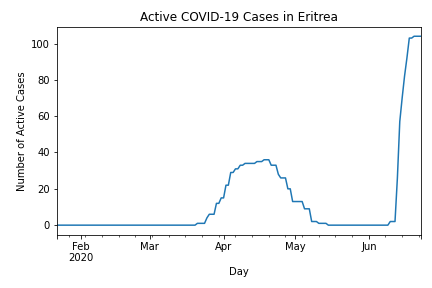 Active COVID-19 Cases in Eritrea
Number of Active Cases
100
80
60
40
20
0
Feb
2020
Mar
Apr
May
Jun
Day